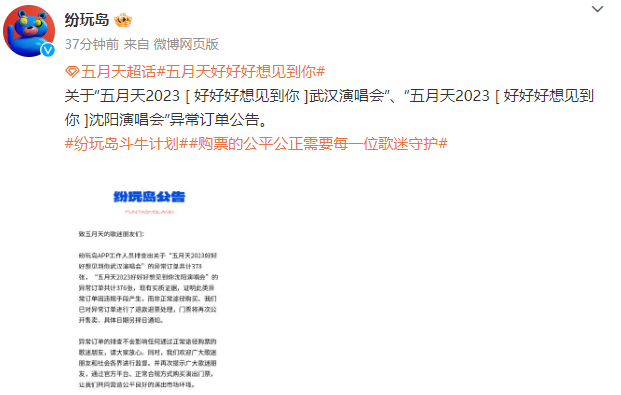 纷玩岛
37分钟前 来自 微博网页版
五月天超话#五月天好好好想见到你#
关于“五月天2023 [ 好好好想见到你 ]武汉演唱会”、“五月天2023 [ 好好好想见到
你 ]沈阳演唱会”异常订单公告。
#纷玩岛斗牛计划##购票的公平公正需要每一位歌迷守护#
纷玩岛公告
FUNTASYISLAND
致五月天的歌迷朋友们：
纷玩岛APP工作人员排查出关于“五月天2023好好
好想见到你武汉演唱会”的异常订单共计373
张，“五月天2023好好好想见到你沈阳演唱会”的
异常订单共计376张，现有实质证据，证明此类异
常订单因违规手段产生，而非正常途径购买，我们
已对异常订单进行了退款退票处理，门票将再次公
开售卖，具体日期另择日通知。
异常订单的排查不会影响任何通过正常途径购票的
歌迷朋友，请大家放心。同时，我们欢迎广大歌迷
朋友和社会各界进行监督。并再次提示广大歌迷朋
友，通过官方平台、正常合规方式购买演出门票，
让我们共同营造公平良好的演出市场环境。